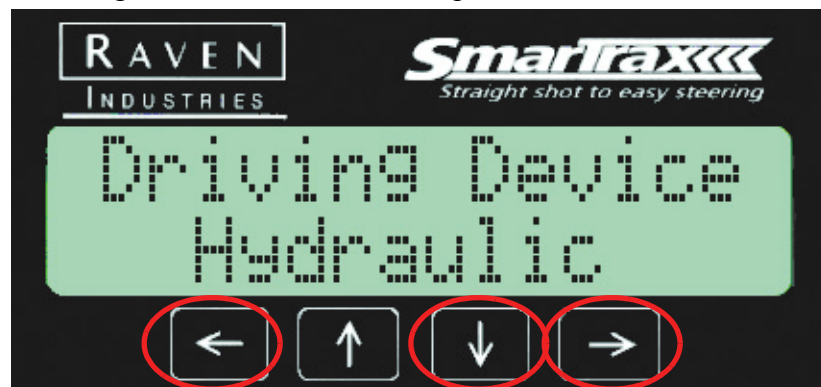 RAVEN
INDUSTRIES
SmarTrax
Straight shot to easy steering
Driving Device
Hydraulic
← ↑ ↓ →